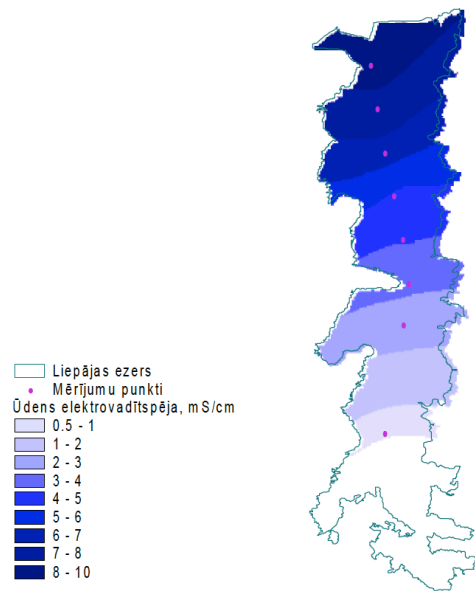 Liepājas ezers
Mērījumu punkti
Ūdens elektrovadītspēja, mS/cm
0.5 - 1
1 - 2
2 - 3
3 - 4
4 - 5
5 - 6
6 - 7
7 - 8
8 - 10